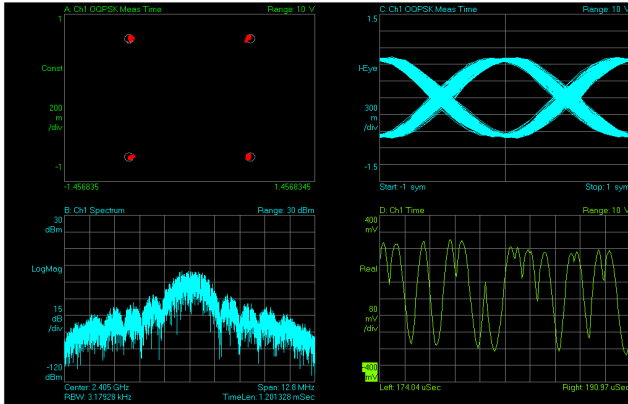 A: Ch1 OQPSK Meas Time
Range: 10 V
1
Const
200
m
/div
-1
-1.456835
1.4568345
C: Ch1 OQPSK Meas Time
Range: 10 V
1.5
I-Eye
300
m
/div
-1.5
Start: -1 sym
Stop: 1 sym
B: Ch1 Spectrum
Range: 30 dBm
30
dBm
LogMag
15
dB
/div
-120
dBm
Center: 2.405 GHz
Span: 12.8 MHz
RBW: 3.17928 kHz
TimeLen: 1.201328 mSec
D: Ch1 Time
Range: 10 V
400
mV
Real
80
mV
/div
-400
mV
Left: 174.04 uSec
Right: 190.97 uSec